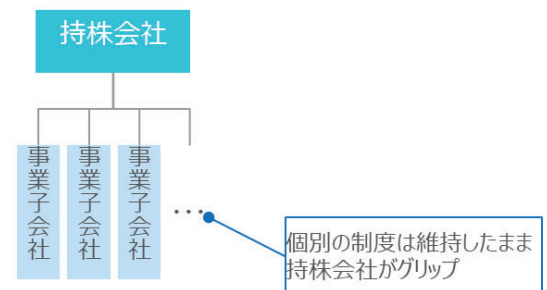 持株会社
事業子会社
事業子会社
事業子会社
…
個別の制度は維持したまま
持株会社がグリップ